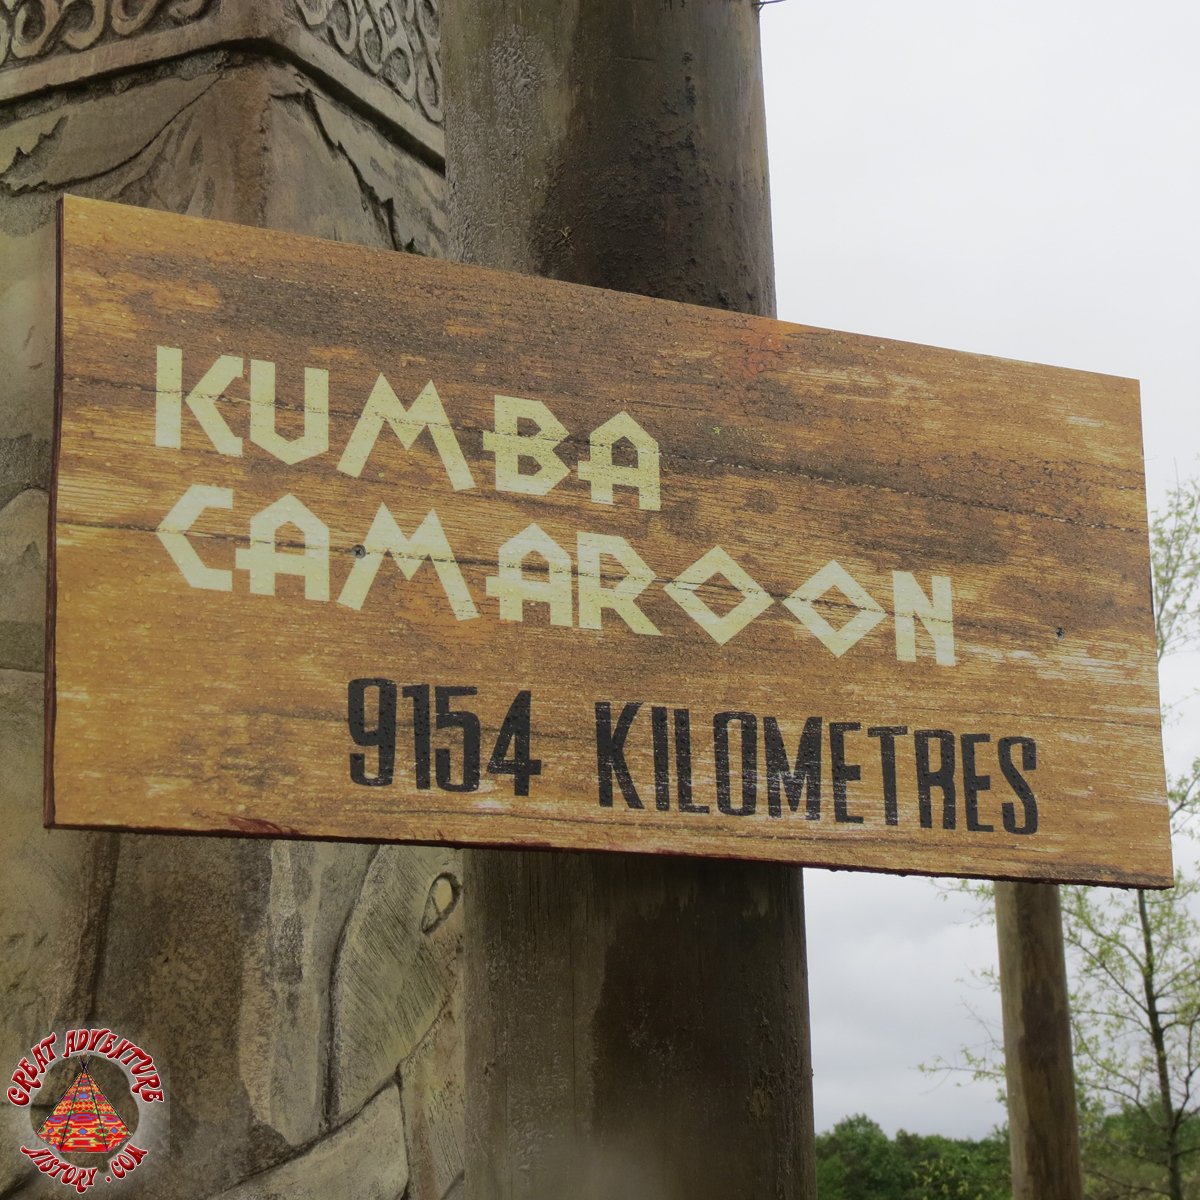 KUMBA
CAMAROON
9154 KILOMETRES
GREAT ADVENTURE
HISTORY.COM